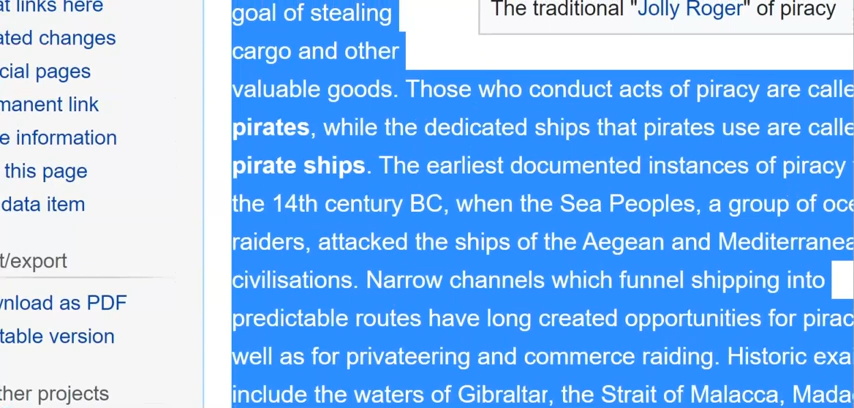 t links here
ated changes
cial pages
manent link
e information
this page
data item
t/export
wnload as PDF
table version
ther projects
The traditional "Jolly Roger" of piracy
goal of stealing
cargo and other
valuable goods. Those who conduct acts of piracy are calle
pirates, while the dedicated ships that pirates use are calle
pirate ships. The earliest documented instances of piracy
the 14th century BC, when the Sea Peoples, a group of oce
raiders, attacked the ships of the Aegean and Mediterranea
civilisations. Narrow channels which funnel shipping into
predictable routes have long created opportunities for pirac
well as for privateering and commerce raiding. Historic exa
include the waters of Gibraltar, the Strait of Malacca, Mada